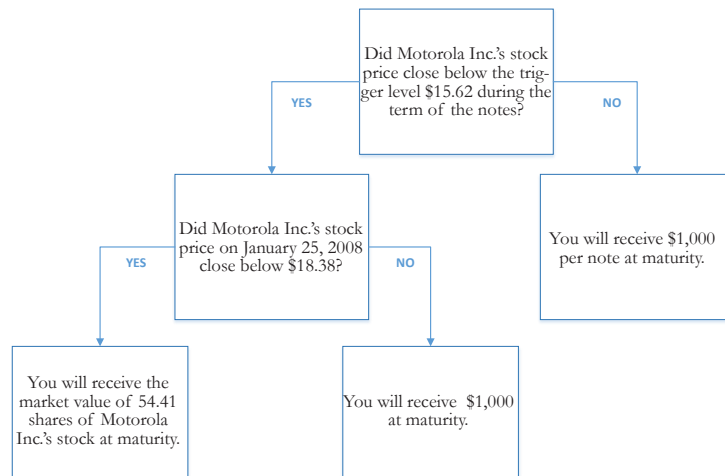 Did Motorola Inc.'s stock
price close below the trig-
ger level $15.62 during the
term of the notes?
YES
NO
Did Motorola Inc.'s stock
price on January 25, 2008
close below $18.38?
You will receive $1,000
per note at maturity.
YES
NO
You will receive the
market value of 54.41
shares of Motorola
Inc.'s stock at maturity.
You will receive $1,000
at maturity.